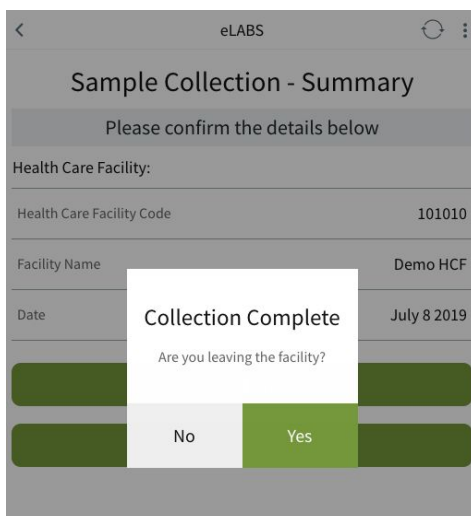 eLABS
Sample Collection - Summary
Please confirm the details below
Health Care Facility:
Health Care Facility Code 101010
Facility Name Demo HCF
Date July 8 2019
Collection Complete
Are you leaving the facility?
No Yes